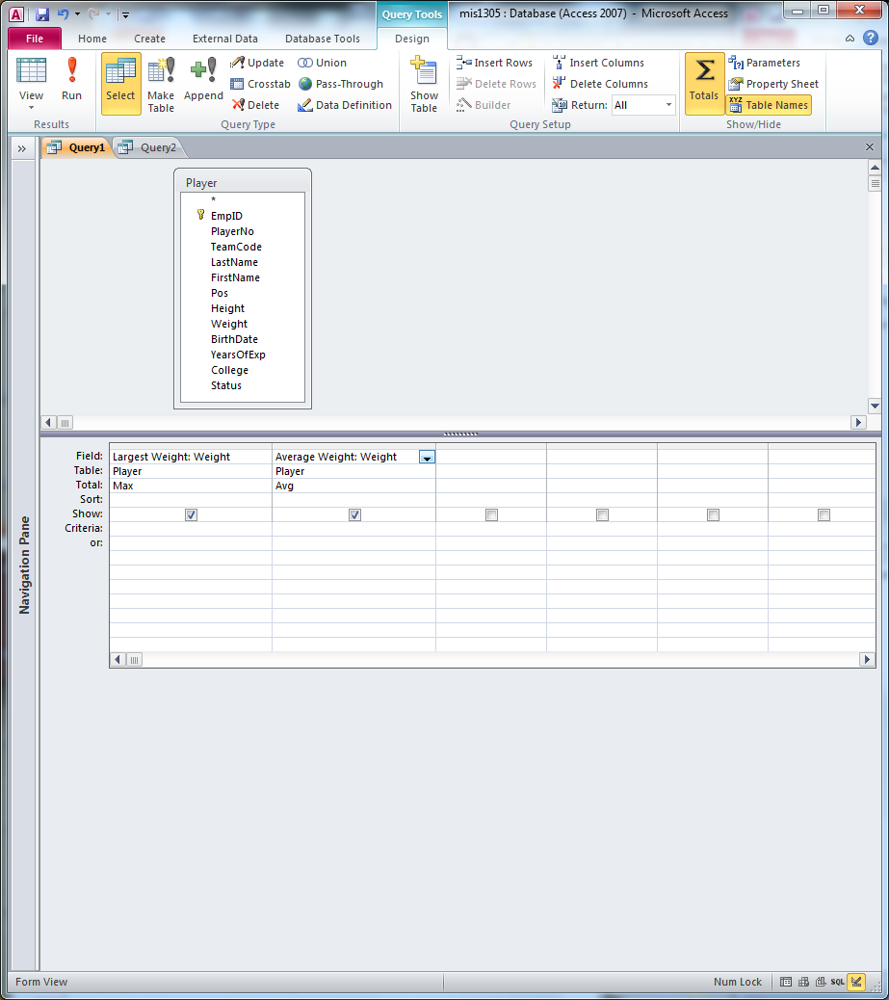 A
Query Tools
mis1305 : Database (Access 2007) - Microsoft Access
File Home Create External Data Database Tools Design
View Run
Results
Select Make Table Append
Update Union
Crosstab Pass-Through
Delete Data Definition
Query Type
Show Table
Insert Rows Insert Columns
Delete Rows Delete Columns
Builder Return: All
Query Setup
Σ
Totals
Parameters
Property Sheet
XYZ Table Names
Show/Hide
Query1 Query2
Navigation Pane
Player
*
EmpID
PlayerNo
TeamCode
LastName
FirstName
Pos
Height
Weight
BirthDate
YearsOfExp
College
Status
Field: Largest Weight: Weight Average Weight: Weight
Table: Player Player
Total: Max Avg
Sort:
Show:
Criteria:
or:
Form View Num Lock SQL